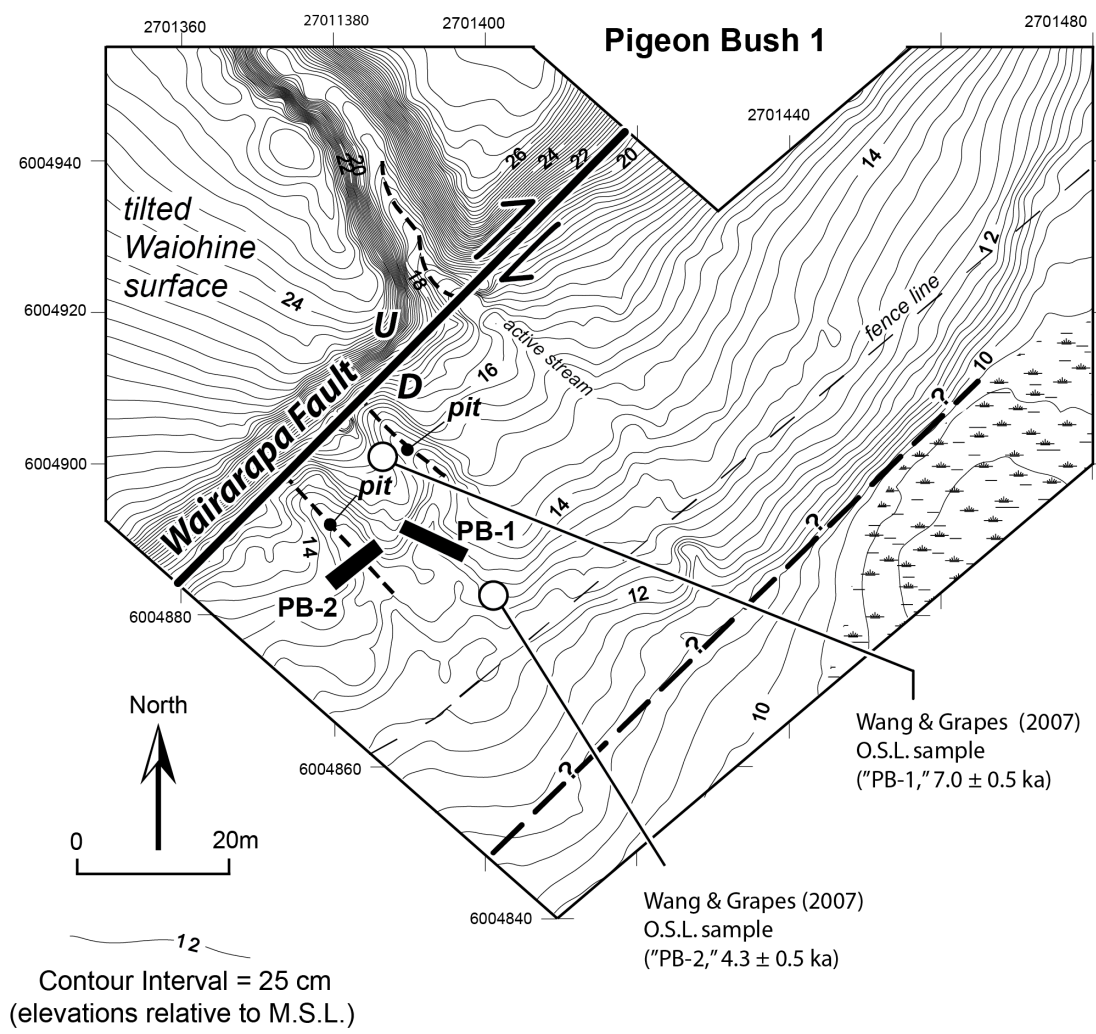 2701360
2711380
2701400
2701480
Pigeon Bush 1
2701440
6004940
26
24
22
20
14
22
20
tilted
Waiohine
surface
12
24
18
6004920
fence line
U
active stream
16
D
10
?
pit
Wairarapa Fault
6004900
pit
14
?
14
PB-1
12
PB-2
6004880
?
10
North
Wang & Grapes (2007)
O.S.L. sample
("PB-1," 7.0 ± 0.5 ka)
6004860
?
0
20m
Wang & Grapes (2007)
O.S.L. sample
("PB-2," 4.3 ± 0.5 ka)
6004840
12
Contour Interval = 25 cm
(elevations relative to M.S.L.)